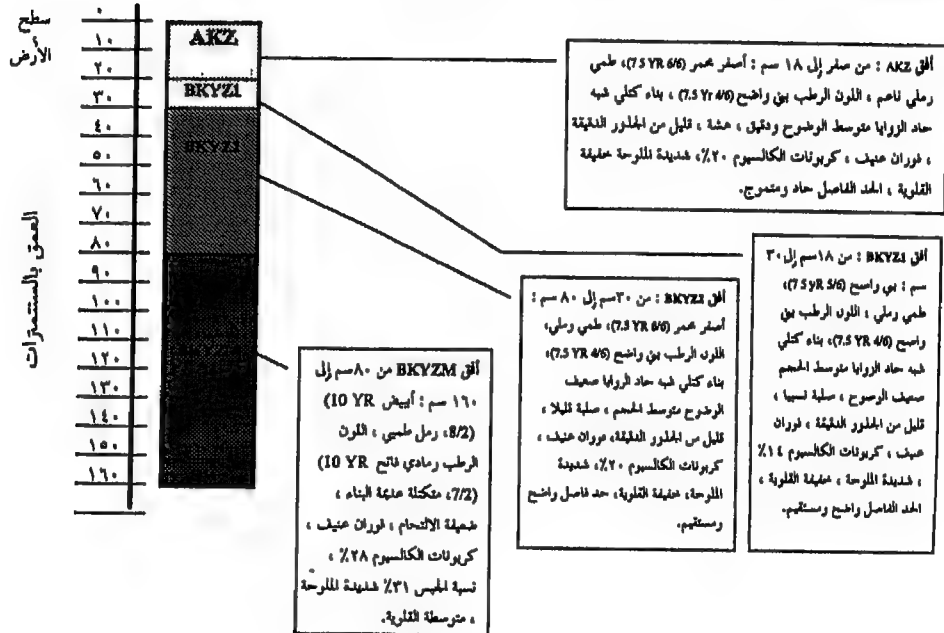 سطح
الأرض
العمق بالسنتمترات
٠
١٠
٢٠
٣٠
٤٠
٥٠
٦٠
٧٠
٨٠
٩٠
١٠٠
١١٠
١٢٠
١٣٠
١٤٠
١٥٠
١٦٠
AKZ
BKYZ1
أفق AKZ : من صفر إلى ١٨ سم : أصفر محمر (7.5 YR 6/6)، طمي
رملي ناعم ، اللون الرطب بني واضح (7.5 Yr 4/6) ، بناء كتلي شبه
حاد الزوايا متوسط الوضوح ودقيق ، هشة ، قليل من الجذور الدقيقة
، فوران عنيف ، كربونات الكالسيوم ٢٠٪، شديدة الملوحة خفيفة
القلوية ، الحد الفاصل حاد ومتموج.
أفق BKYZ1 : من ١٨سم إلى ٣٠
سم : بني واضح (7.5 yR 5/6)،
طمي رملي ، اللون الرطب بني
واضح (7.5 YR 4/6)، بناء كتلي
شبه حاد الزوايا متوسط الحجم
ضعيف الوضوح ، صلبة نسبيا ،
قليل من الجذور الدقيقة ، فوران
عنيف ، كربونات الكالسيوم ١٤٪
، شديدة الملوحة ، خفيفة القلوية ،
الحد الفاصل واضح ومستقيم.
أفق BKYZ2 : من ٣٠سم إلى ٨٠ سم :
أصفر محمر (7.5 YR 6/6)، طمي رملي،
اللون الرطب بني واضح (7.5 YR 4/6)،
بناء كتلي شبه حاد الزوايا ضعيف
الوضوح متوسط الحجم ، صلبة قليلا ،
قليل من الجذور الدقيقة، فوران عنيف ،
كربونات الكالسيوم ٢٠٪، شديدة
الملوحة، خفيفة القلوية، حد فاصل واضح
ومستقيم.
أفق BKYZM من ٨٠سم إلى
١٦٠ سم : أبيض (10 YR
8/2)، رمل طميي ، اللون
الرطب رمادي فاتح (10 YR
7/2)، متكتلة عديمة البناء ،
ضعيفة الالتحام ، فوران عنيف ،
كربونات الكالسيوم ٢٨٪ ،
نسبة الجبس ٣١٪ شديدة الملوحة
، متوسطة القلوية.